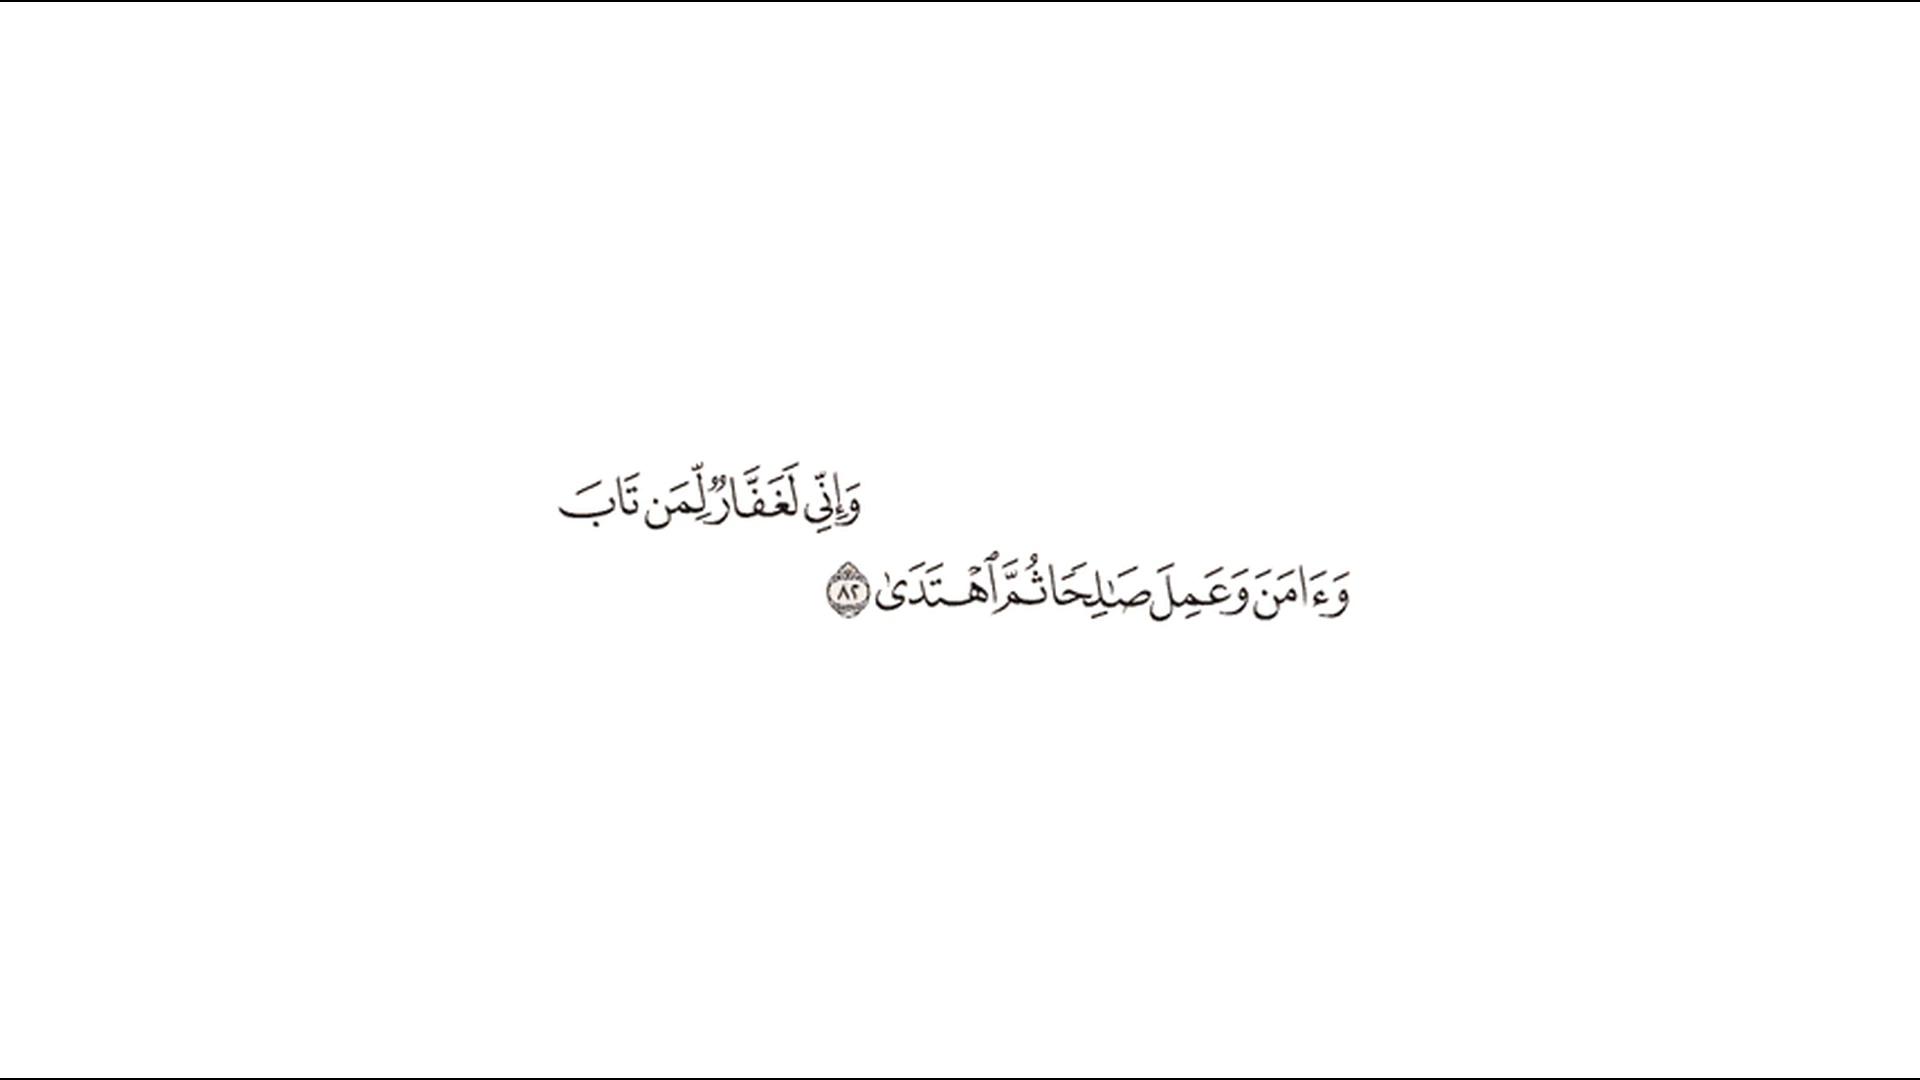 وَإِنِّي لَغَفَّارٌ لِّمَن تَابَ
وَءَامَنَ وَعَمِلَ صَٰلِحًا ثُمَّ ٱهْتَدَىٰ ٨٢